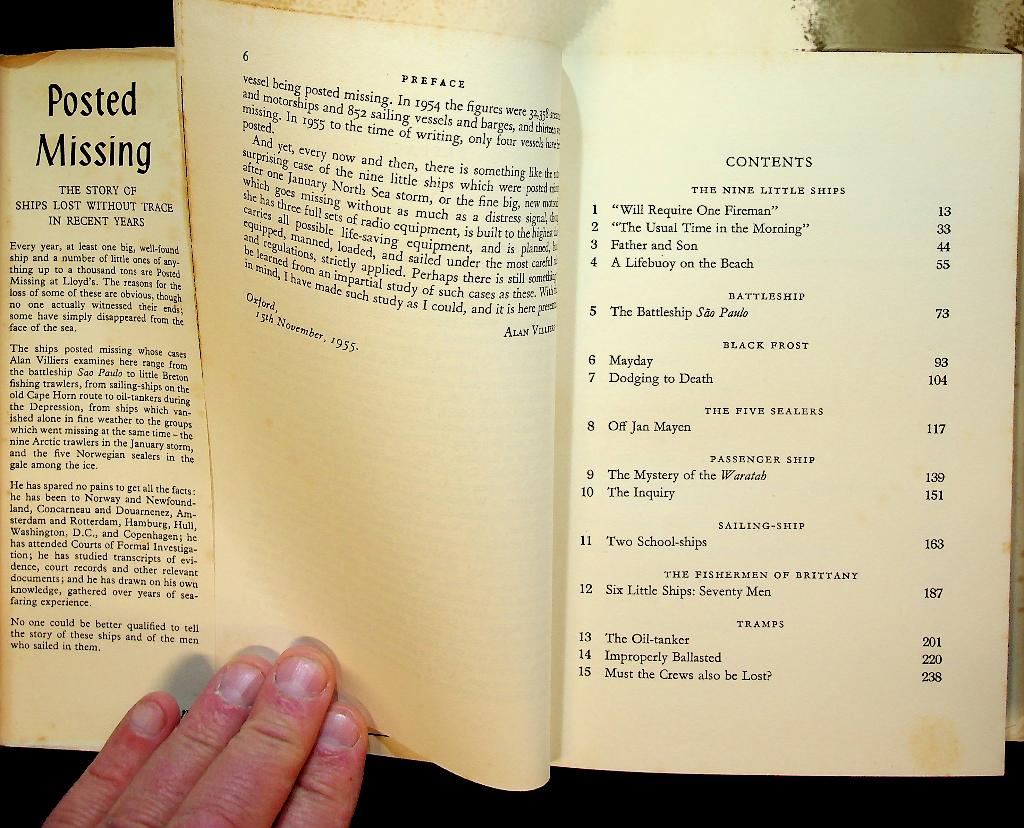 Posted
Missing
THE STORY OF
SHIPS LOST WITHOUT TRACE
IN RECENT YEARS
Every year, at least one big, well-found
ship and a number of little ones of any-
thing up to a thousand tons are Posted
Missing at Lloyd's. The reasons for the
loss of some of these are obvious, though
no one actually witnessed their ends;
some have simply disappeared from the
face of the sea.
The ships posted missing whose cases
Alan Villiers examines here range from
the battleship Sao Paulo to little Breton
fishing trawlers, from sailing-ships on the
old Cape Horn route to oil-tankers during
the Depression, from ships which van-
ished alone in fine weather to the groups
which went missing at the same time – the
nine Arctic trawlers in the January storm,
and the five Norwegian sealers in the
gale among the ice.
He has spared no pains to get all the facts:
he has been to Norway and Newfound-
land, Concarneau and Douarnenez, Am-
sterdam and Rotterdam, Hamburg, Hull,
Washington, D.C., and Copenhagen; he
has attended Courts of Formal Investiga-
tion; he has studied transcripts of evi-
dence, court records and other relevant
documents; and he has drawn on his own
knowledge, gathered over years of sea-
faring experience.
No one could be better qualified to tell
the story of these ships and of the men
who sailed in them.
6
PREFACE
vessel being posted missing. In 1954 the figures were
and motorships and 852 sailing vessels and barges, and
missing. In 1955 to the time of writing, only four vessels have
posted.
And yet, every now and then, there is something like the
surprising case of the nine little ships which were posted
after one January North Sea storm, or the fine big, new
which goes missing without as much as a distress signal,
she has three full sets of radio equipment, is built to the highest
carries all possible life-saving equipment, and is planned,
equipped, manned, loaded, and sailed under the most careful
and regulations, strictly applied. Perhaps there is still something
be learned from an impartial study of such cases as these. With
in mind, I have made such study as I could, and it is here
ALAN
Oxford,
15th November, 1955.
CONTENTS
THE NINE LITTLE SHIPS
1 "Will Require One Fireman" 13
2 "The Usual Time in the Morning" 33
3 Father and Son 44
4 A Lifebuoy on the Beach 55
BATTLESHIP
5 The Battleship São Paulo 73
BLACK FROST
6 Mayday 93
7 Dodging to Death 104
THE FIVE SEALERS
8 Off Jan Mayen 117
PASSENGER SHIP
9 The Mystery of the Waratah 139
10 The Inquiry 151
SAILING-SHIP
11 Two School-ships 163
THE FISHERMEN OF BRITTANY
12 Six Little Ships: Seventy Men 187
TRAMPS
13 The Oil-tanker 201
14 Improperly Ballasted 220
15 Must the Crews also be Lost? 238